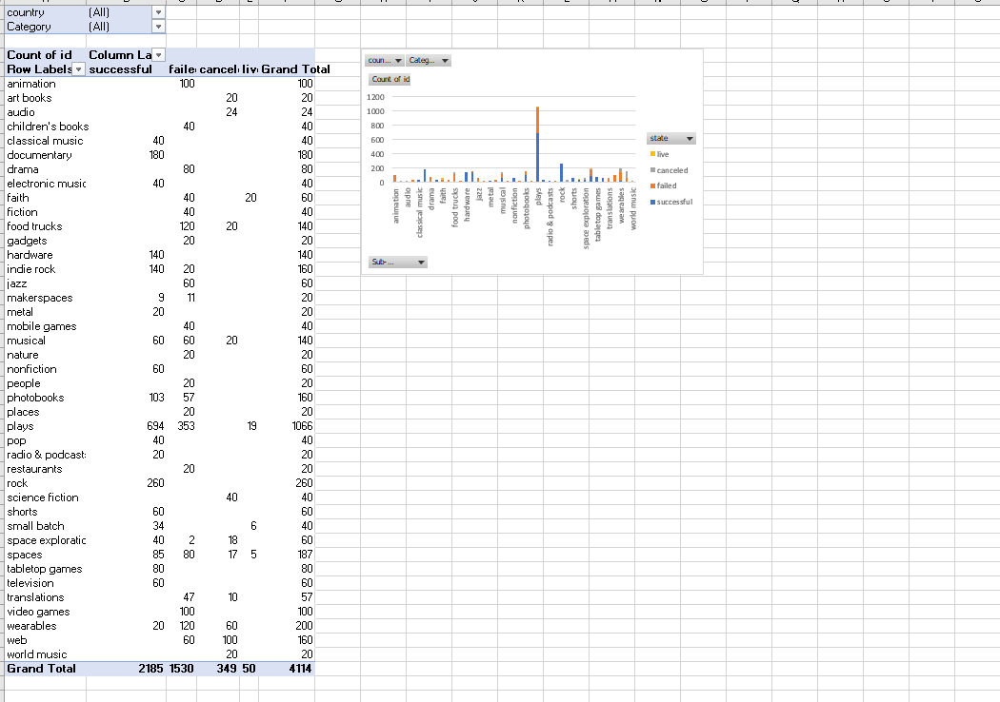 country (All)
Category (All)
Count of id Column La
Row Labels successful faile cancel live Grand Total
animation 100 100
art books 20 20
audio 24 24
children's books 40 40
classical music 40 40
documentary 180 180
drama 80 80
electronic music 40 40
faith 40 20 60
fiction 40 40
food trucks 120 20 140
gadgets 20 20
hardware 140 140
indie rock 140 20 160
jazz 60 60
makerspaces 9 11 20
metal 20 20
mobile games 40 40
musical 60 60 20 140
nature 20 20
nonfiction 60 60
people 20 20
photobooks 103 57 160
places 20 20
plays 694 353 19 1066
pop 40 40
radio & podcasts 20 20
restaurants 20 20
rock 260 260
science fiction 40 40
shorts 60 60
small batch 34 6 40
space exploratic 40 2 18 60
spaces 85 80 17 5 187
tabletop games 80 80
television 60 60
translations 47 10 57
video games 100 100
wearables 20 120 60 200
web 60 100 160
world music 20 20
Grand Total 2185 1530 349 50 4114
coun... Categ...
Count of id
1200
1000
800
600
400
200
0
animation
audio
classical music
drama
faith
food trucks
hardware
jazz
metal
musical
nonfiction
photobooks
plays
radio & podcasts
rock
shorts
space exploration
tabletop games
translations
wearables
world music
state
live
canceled
failed
successful
Sub-...